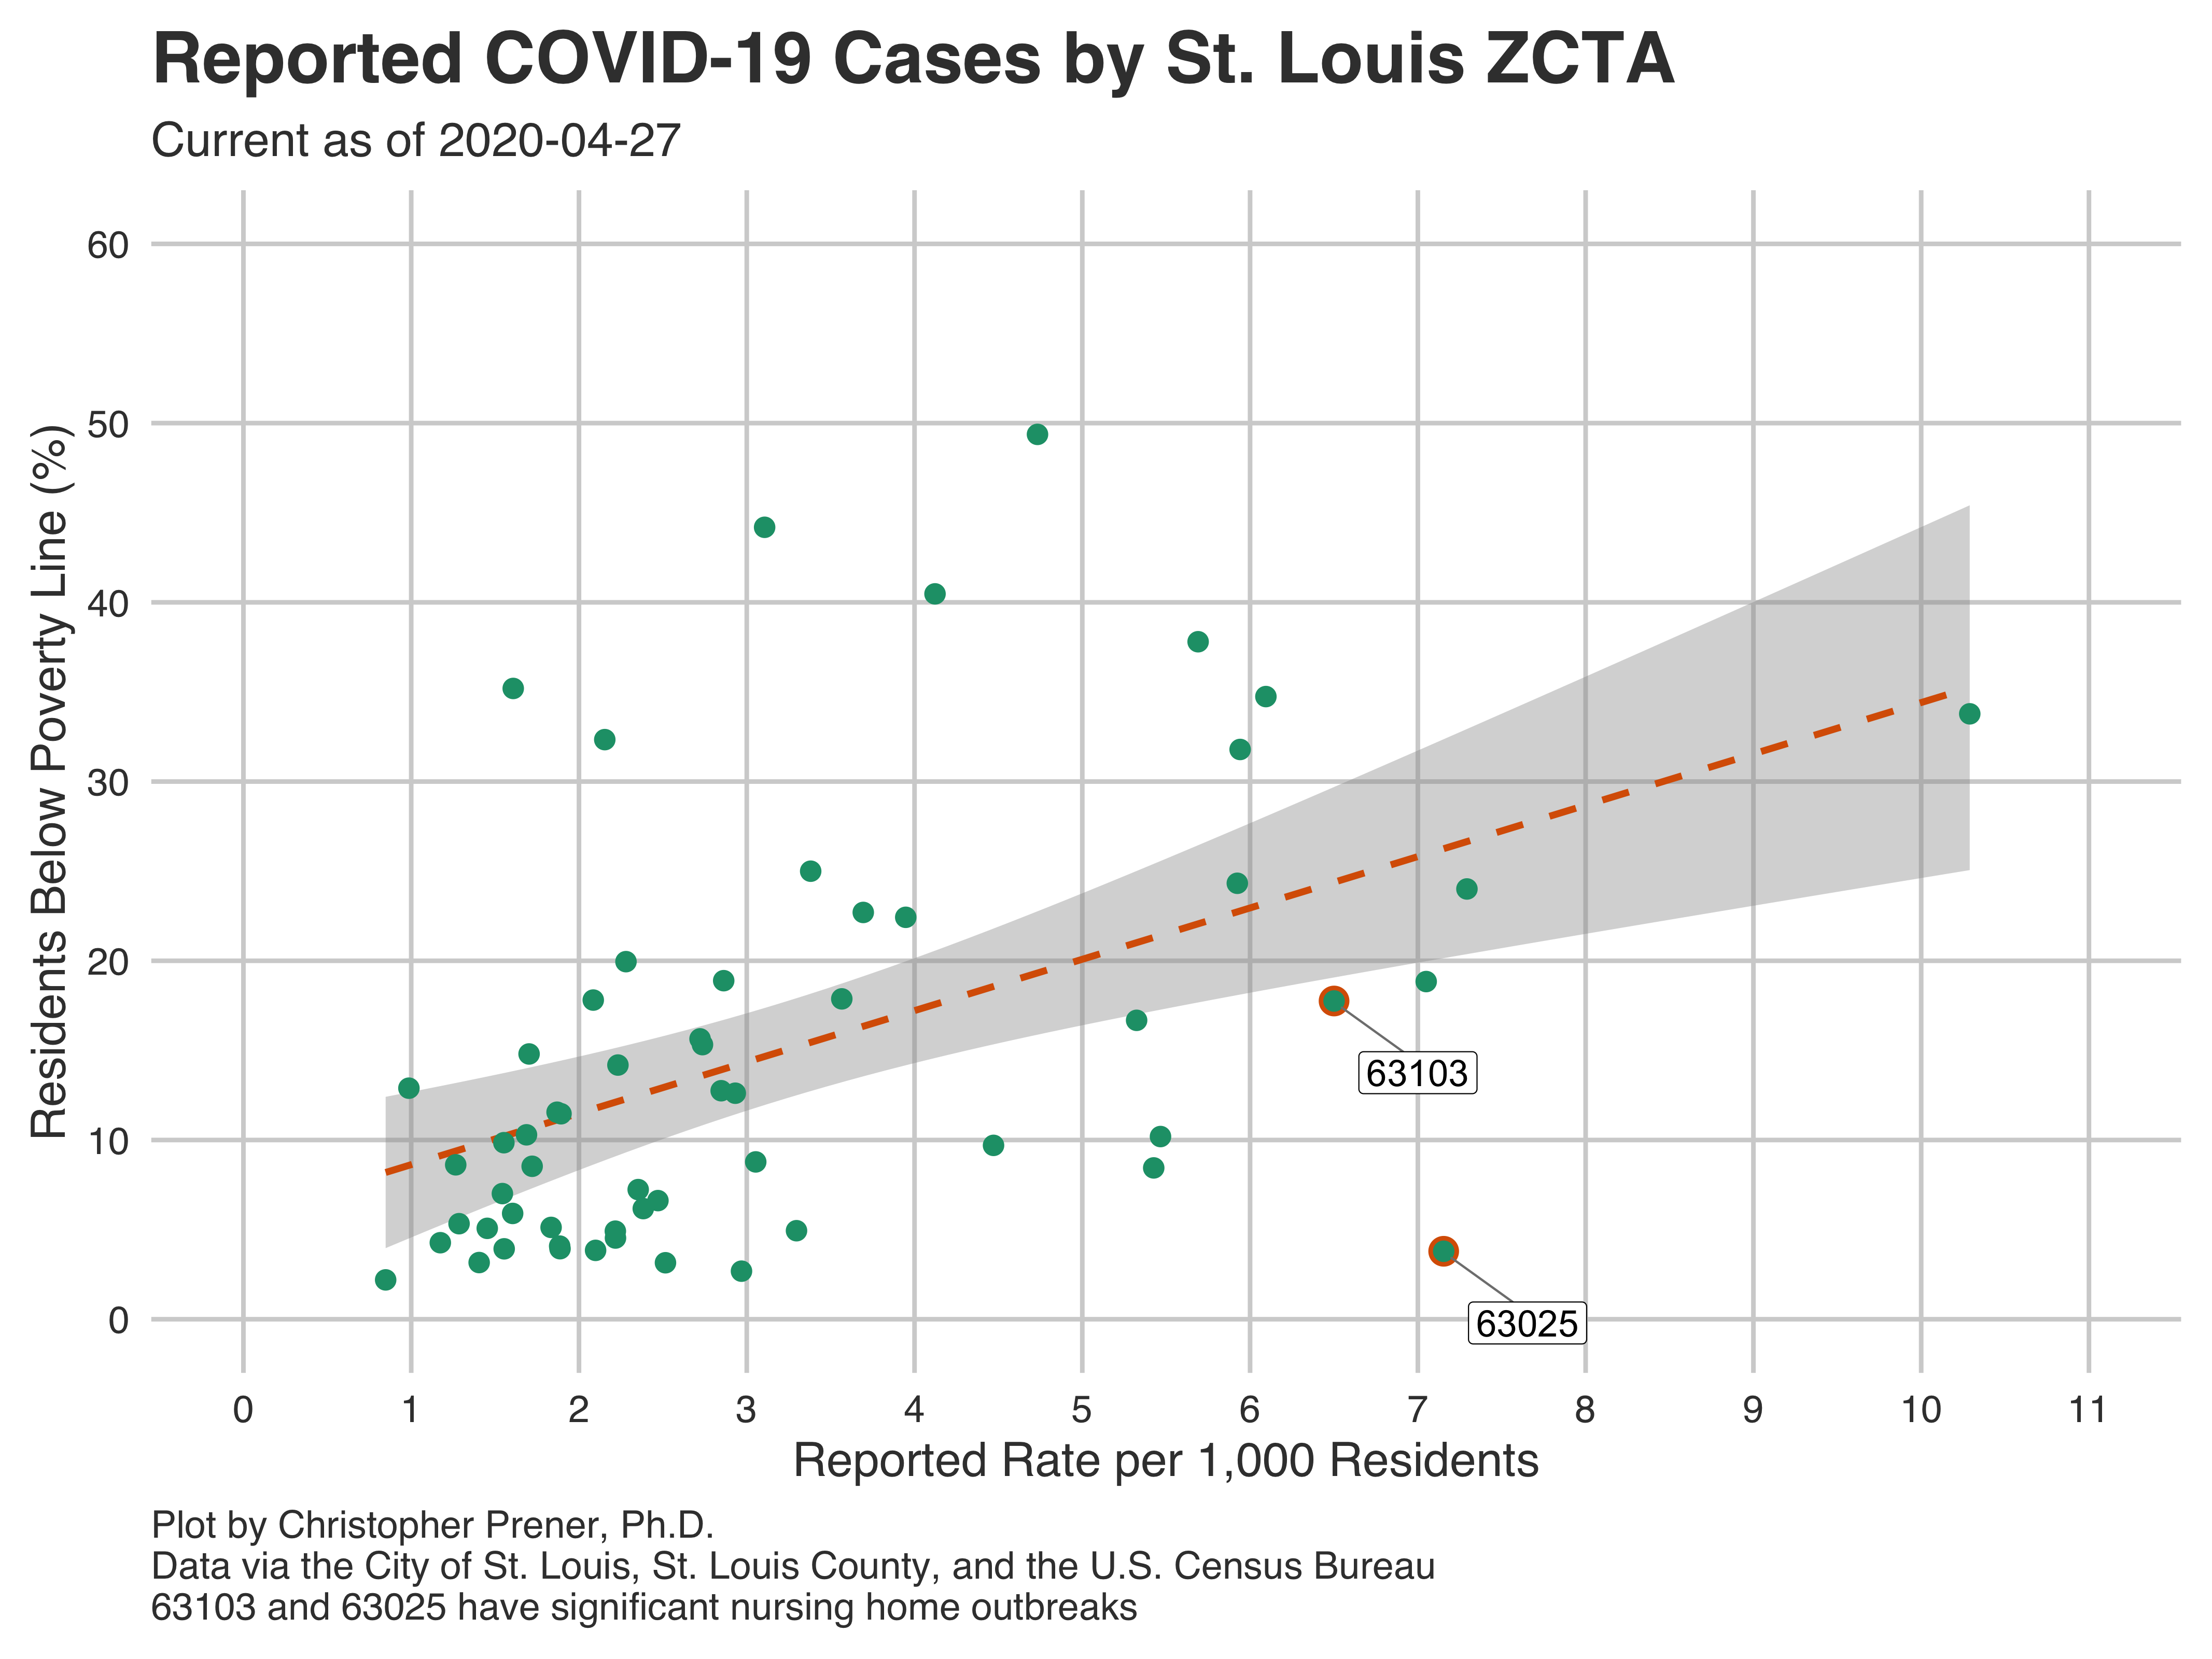 Reported COVID-19 Cases by St. Louis ZCTA
Current as of 2020-04-27
Residents Below Poverty Line (%)
60
50
40
30
20
10
0
63103
63025
0 1 2 3 4 5 6 7 8 9 10 11
Reported Rate per 1,000 Residents
Plot by Christopher Prener, Ph.D.
Data via the City of St. Louis, St. Louis County, and the U.S. Census Bureau
63103 and 63025 have significant nursing home outbreaks